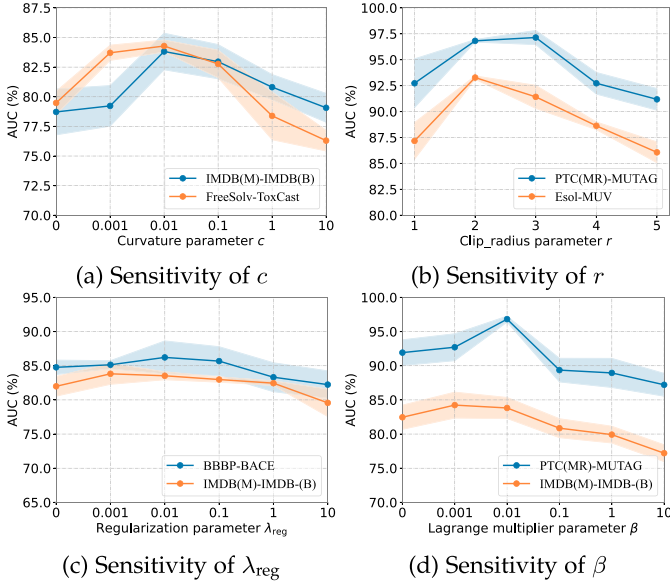 87.5
85.0
82.5
80.0
77.5
75.0
72.5
70.0
AUC (%)
IMDB(M)-IMDB(B)
FreeSolv-ToxCast
0 0.001 0.01 0.1 1 10
Curvature parameter c
(a) Sensitivity of c
100.0
97.5
95.0
92.5
90.0
87.5
85.0
82.5
80.0
AUC (%)
PTC(MR)-MUTAG
Esol-MUV
1 2 3 4 5
Clip_radius parameter r
(b) Sensitivity of r
95.0
90.0
85.0
80.0
75.0
70.0
65.0
AUC (%)
BBBP-BACE
IMDB(M)-IMDB-(B)
0 0.001 0.01 0.1 1 10
Regularization parameter λreg
(c) Sensitivity of λreg
100.0
95.0
90.0
85.0
80.0
75.0
70.0
AUC (%)
PTC(MR)-MUTAG
IMDB(M)-IMDB-(B)
0 0.001 0.01 0.1 1 10
Lagrange multiplier parameter β
(d) Sensitivity of β